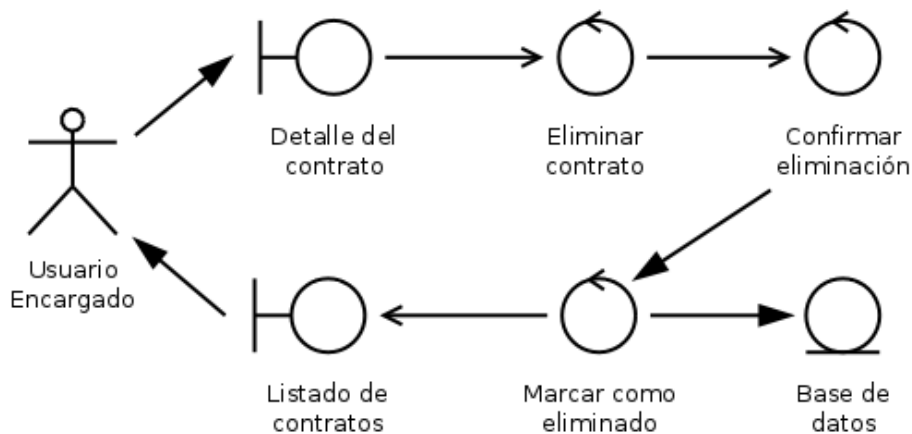 Detalle del
contrato
Eliminar
contrato
Confirmar
eliminación
Usuario
Encargado
Listado de
contratos
Marcar como
eliminado
Base de
datos